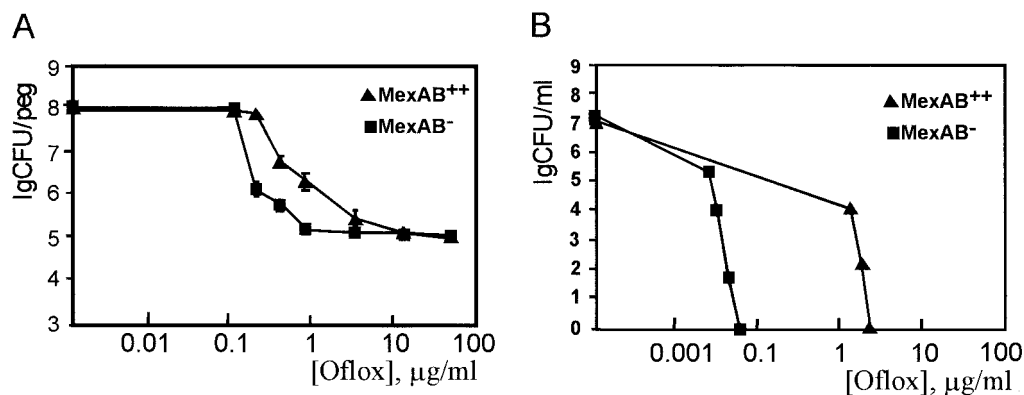 A
lgCFU/peg
9
8
7
6
5
4
3
MexAB++
MexAB-
0.01 0.1 1 10 100
[Oflox], µg/ml
B
lgCFU/ml
9
8
7
6
5
4
3
2
1
0
MexAB++
MexAB-
0.001 0.1 1 10 100
[Oflox], µg/ml